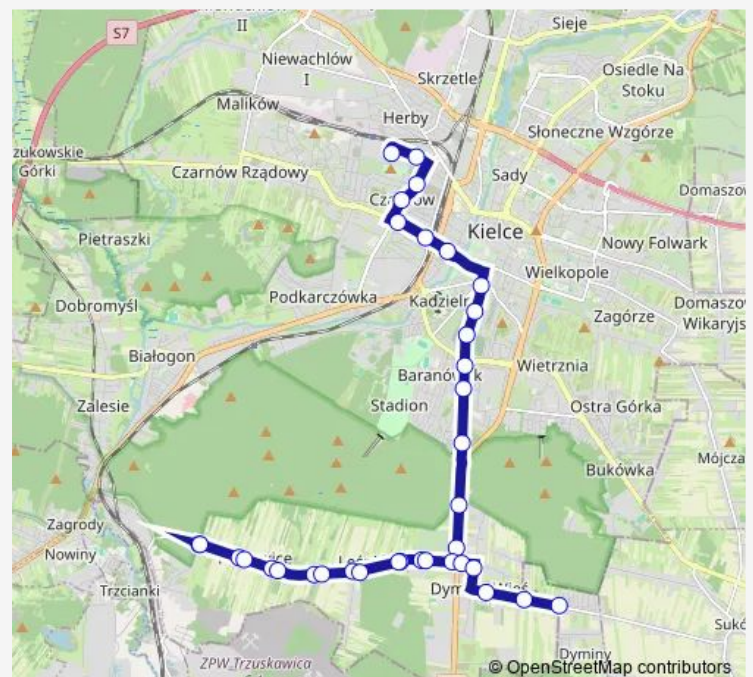 S7
II
Niewachlów
I
Sieje
Skrzetle
Osiedle Na
Stoku
Malików
Herby
Słoneczne Wzgórze
zukowskie
Górki
Czarnów Rządowy
Sady
Domaszow
Pietraszki
Kielce
Nowy Folwark
Wielkopole
Podkarczówka
Dobromyśl
Domaszo
Wikaryjs
Zagórze
Białogon
Wietrznia
Zalesie
Stadion
Ostra Górka
Mójcza
Bukówka
Zagrody
Nowiny
Trzcianki
Suk
ZPW Trzuskawica
Dyminy
© OpenStreetMap contributors